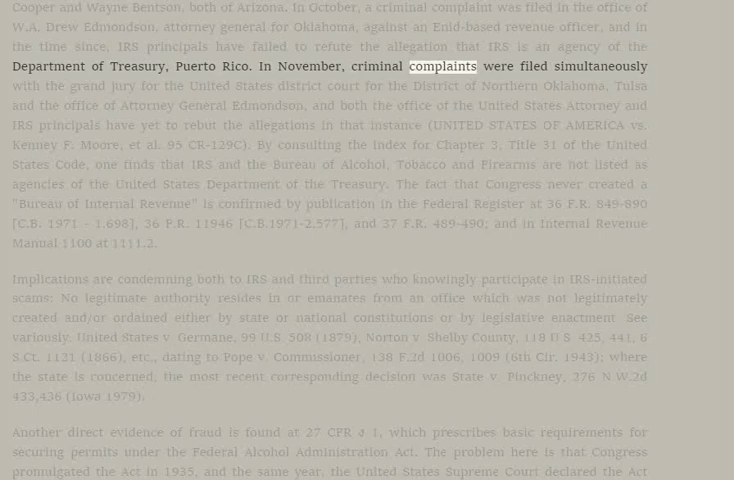 Cooper and Wayne Bentson, both of Arizona. In October, a criminal complaint was filed in the office of
W.A. Drew Edmondson, attorney general for Oklahoma, against an Enid-based revenue officer, and in
the time since, IRS principals have failed to refute the allegation that IRS is an agency of the
Department of Treasury, Puerto Rico. In November, criminal complaints were filed simultaneously
with the grand jury for the United States district court for the District of Northern Oklahoma, Tulsa
and the office of Attorney General Edmondson, and both the office of the United States Attorney and
IRS principals have yet to rebut the allegations in that instance (UNITED STATES OF AMERICA vs.
Kenney F. Moore, et al. 95 CR-129C). By consulting the index for Chapter 3, Title 31 of the United
States Code, one finds that IRS and the Bureau of Alcohol, Tobacco and Firearms are not listed as
agencies of the United States Department of the Treasury. The fact that Congress never created a
"Bureau of Internal Revenue" is confirmed by publication in the Federal Register at 36 F.R. 849-890
[C.B. 1971 - 1,698], 36 F.R. 11946 [C.B.1971-2,577], and 37 F.R. 489-490; and in Internal Revenue
Manual 1100 at 1111.2.
Implications are condemning both to IRS and third parties who knowingly participate in IRS-initiated
scams: No legitimate authority resides in or emanates from an office which was not legitimately
created and/or ordained either by state or national constitutions or by legislative enactment. See
variously, United States v. Germane, 99 U.S. 508 (1879), Norton v. Shelby County, 118 U.S. 425, 441, 6
S.Ct. 1121 (1866), etc., dating to Pope v. Commissioner, 138 F.2d 1006, 1009 (6th Cir. 1943); where
the state is concerned, the most recent corresponding decision was State v. Pinckney, 276 N.W.2d
433,436 (Iowa 1979).
Another direct evidence of fraud is found at 27 CFR 1, which prescribes basic requirements for
securing permits under the Federal Alcohol Administration Act. The problem here is that Congress
promulgated the Act in 1935, and the same year, the United States Supreme Court declared the Act